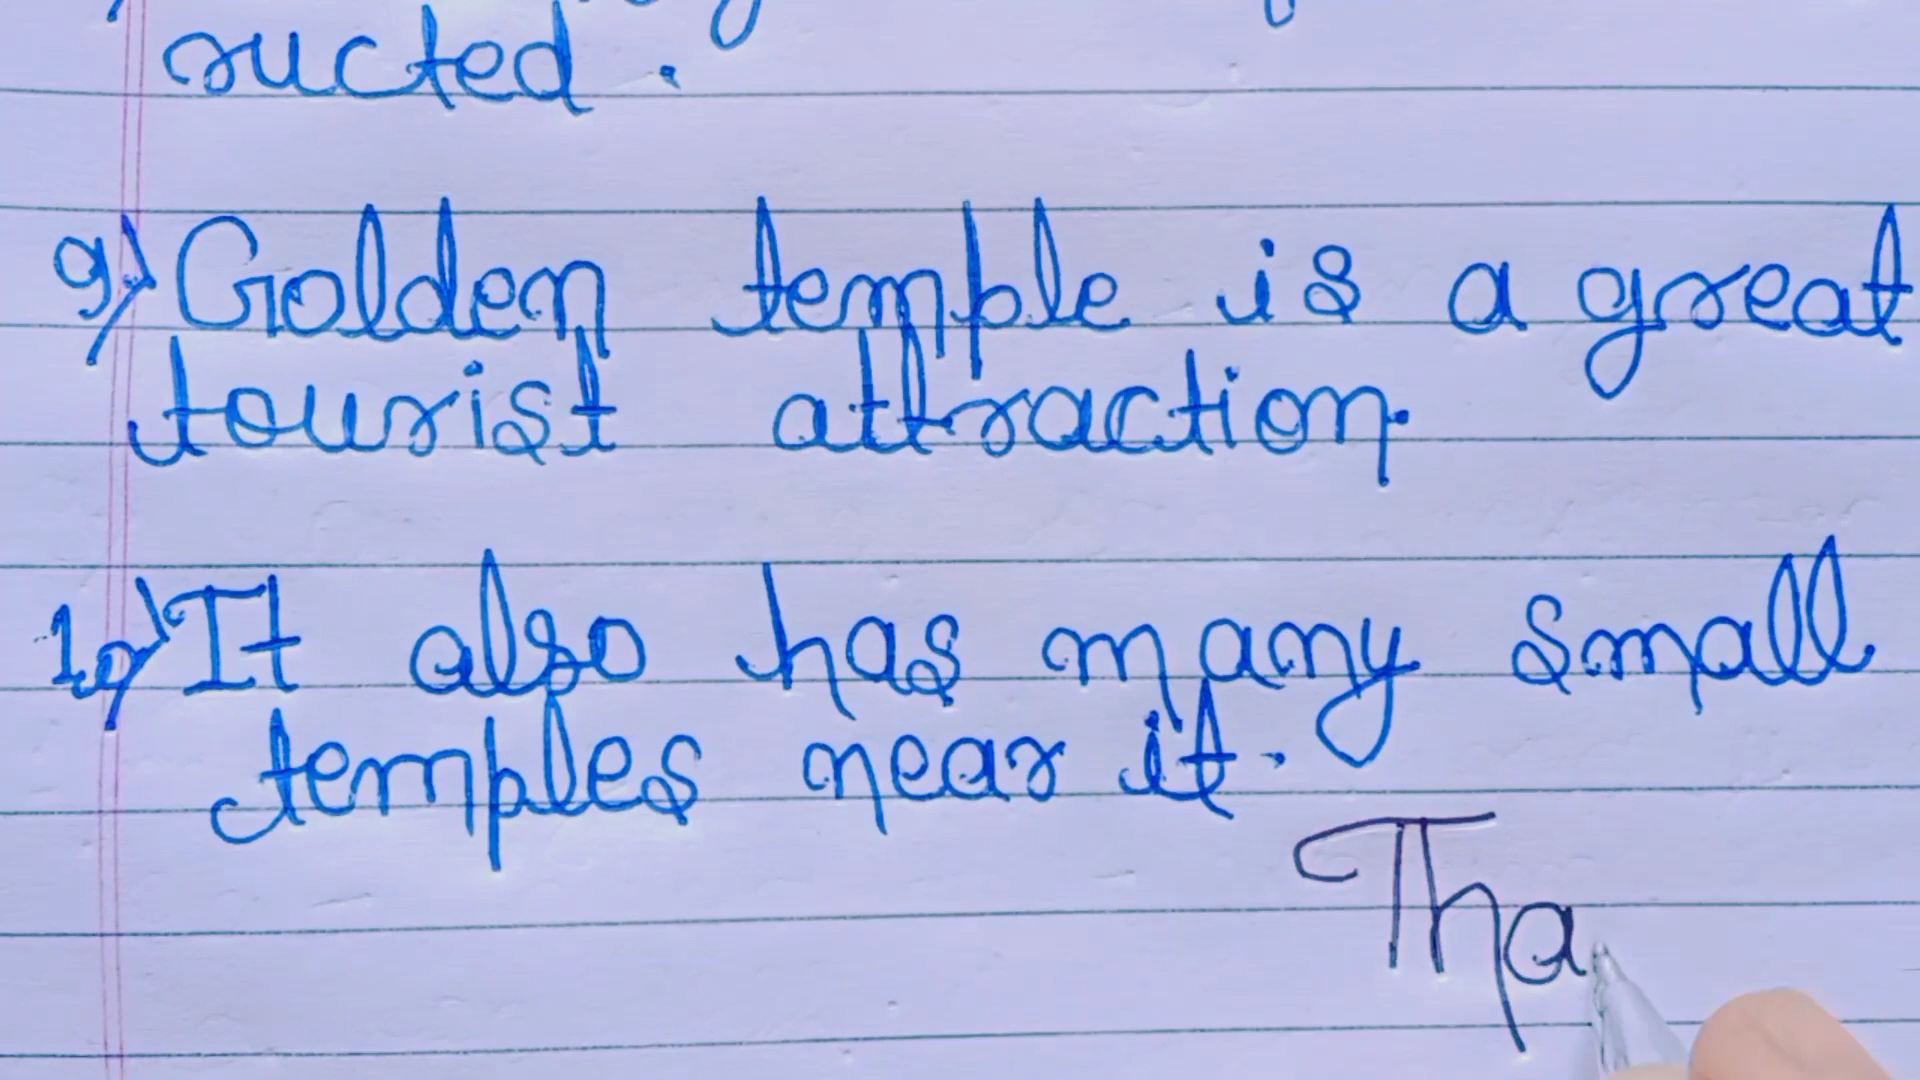 ructed.
9) Golden temple is a great
tourist attraction.
10) It also has many small
temples near it.
Tha